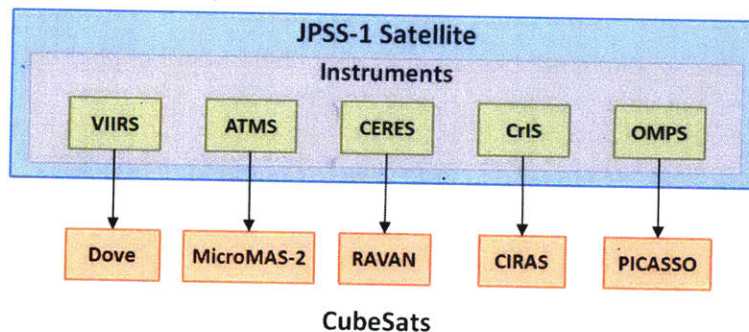 JPSS-1 Satellite
Instruments
VIIRS ATMS CERES CrIS OMPS
Dove MicroMAS-2 RAVAN CIRAS PICASSO
CubeSats